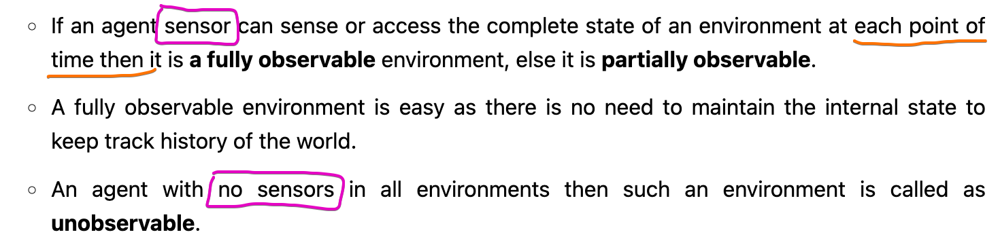 If an agent sensor can sense or access the complete state of an environment at each point of
time then it is a fully observable environment, else it is partially observable.
A fully observable environment is easy as there is no need to maintain the internal state to
keep track history of the world.
An agent with no sensors in all environments then such an environment is called as
unobservable.